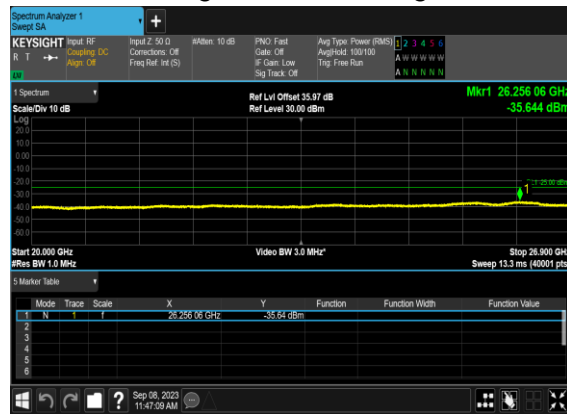 Spectrum Analyzer 1
Swept SA
KEYSIGHT Input: RF
R T Coupling: DC
Align: Off
Input Z: 50 Ω
Corrections: Off
Freq Ref: Int (S)
#Atten: 10 dB
PNO: Fast
Gate: Off
IF Gain: Low
Sig Track: Off
Avg Type: Power (RMS)
Avg|Hold: 100/100
Trig: Free Run
1 2 3 4 5 6
A W W W W W
A N N N N N
1 Spectrum
Scale/Div 10 dB
Ref Lvl Offset 35.97 dB
Ref Level 30.00 dBm
Mkr1 26.256 06 GHz
-35.644 dBm
Log
20.0
10.0
0.00
-10.0
-20.0
-30.0
-40.0
-50.0
-60.0
1
Start 20.000 GHz
#Res BW 1.0 MHz
Video BW 3.0 MHz*
Stop 26.900 GHz
Sweep 13.3 ms (40001 pts
5 Marker Table
Mode Trace Scale X Y Function Function Width Function Value
1 N 1 f 26.256 06 GHz -35.64 dBm
2
3
4
5
6
Sep 08, 2023
11:47:09 AM